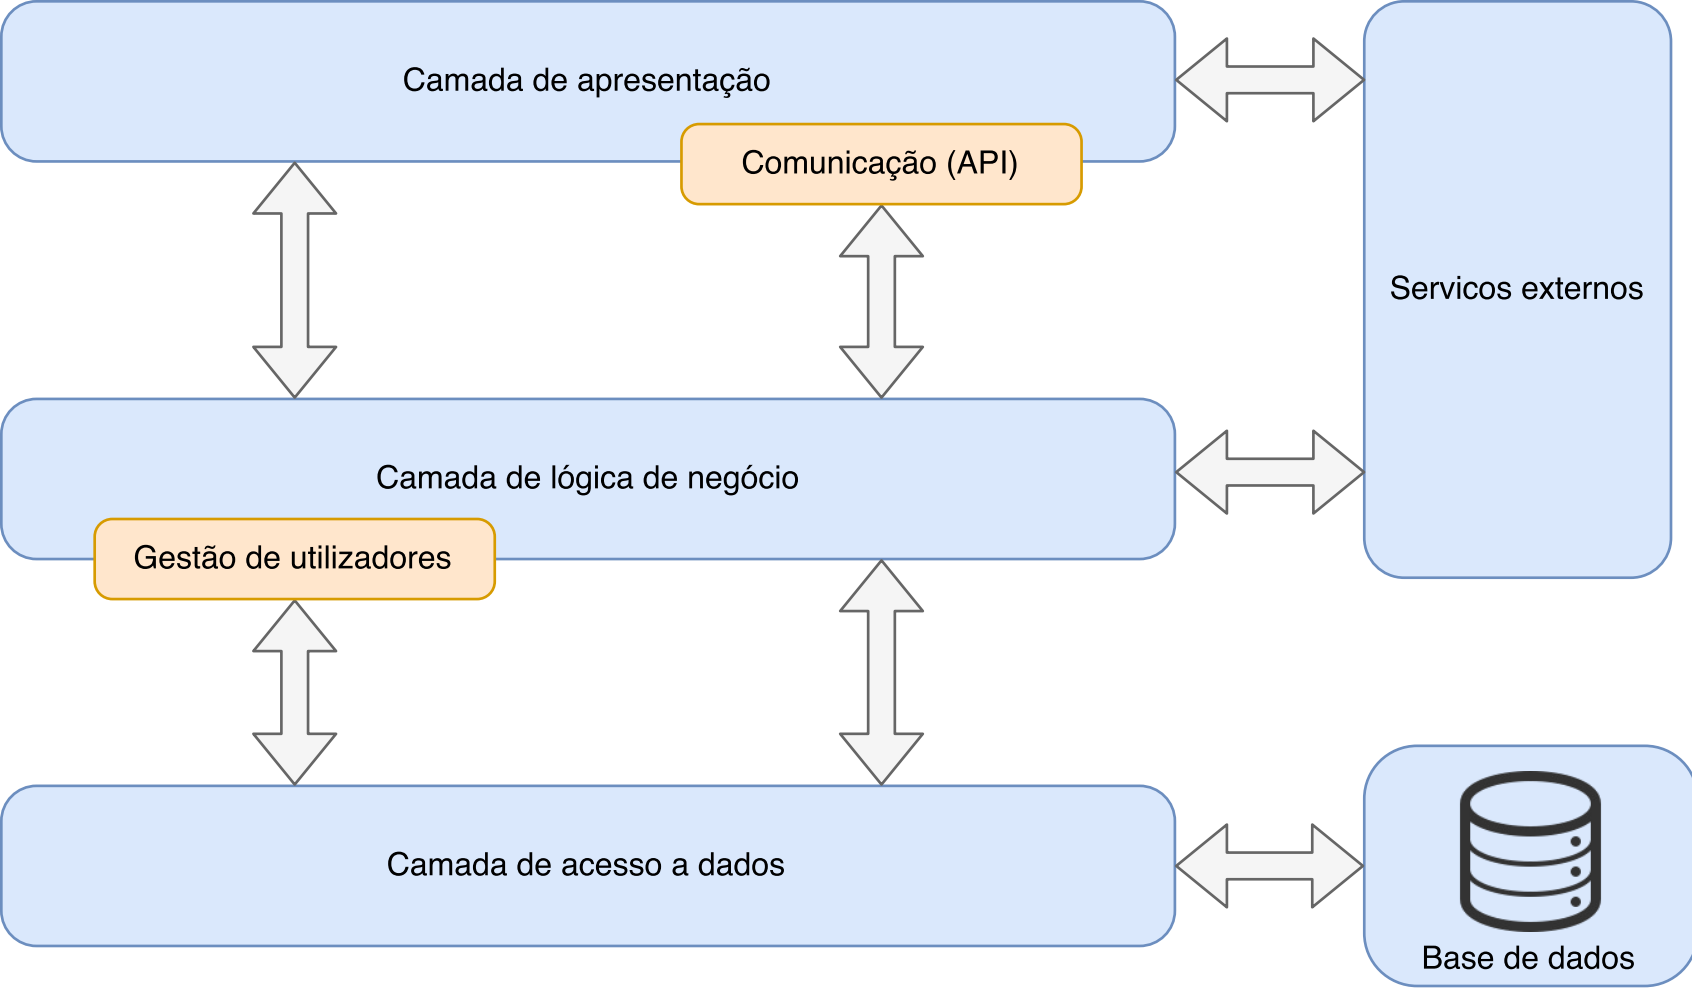 Camada de apresentação
Comunicação (API)
Servicos externos
Camada de lógica de negócio
Gestão de utilizadores
Camada de acesso a dados
Base de dados